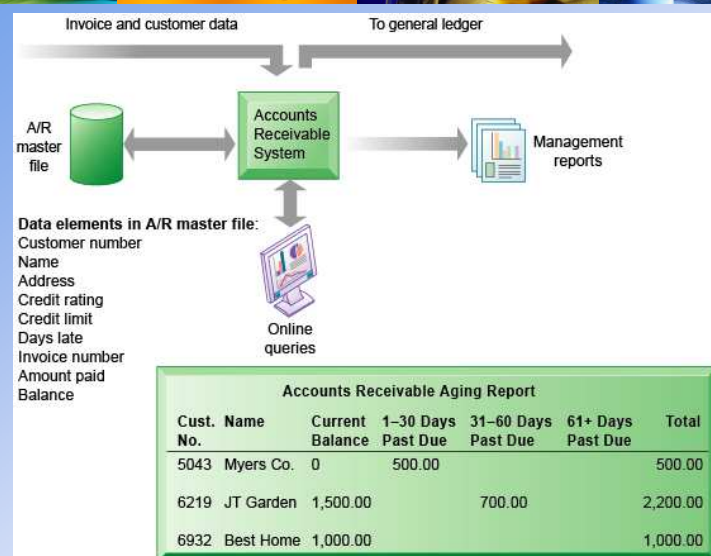 Invoice and customer data
To general ledger
A/R
master
file
Accounts
Receivable
System
Management
reports
Data elements in A/R master file:
Customer number
Name
Address
Credit rating
Credit limit
Days late
Invoice number
Amount paid
Balance
Online
queries
Accounts Receivable Aging Report
Cust. Name Current 1–30 Days 31–60 Days 61+ Days Total
No. Balance Past Due Past Due Past Due
5043 Myers Co. 0 500.00 500.00
6219 JT Garden 1,500.00 700.00 2,200.00
6932 Best Home 1,000.00 1,000.00